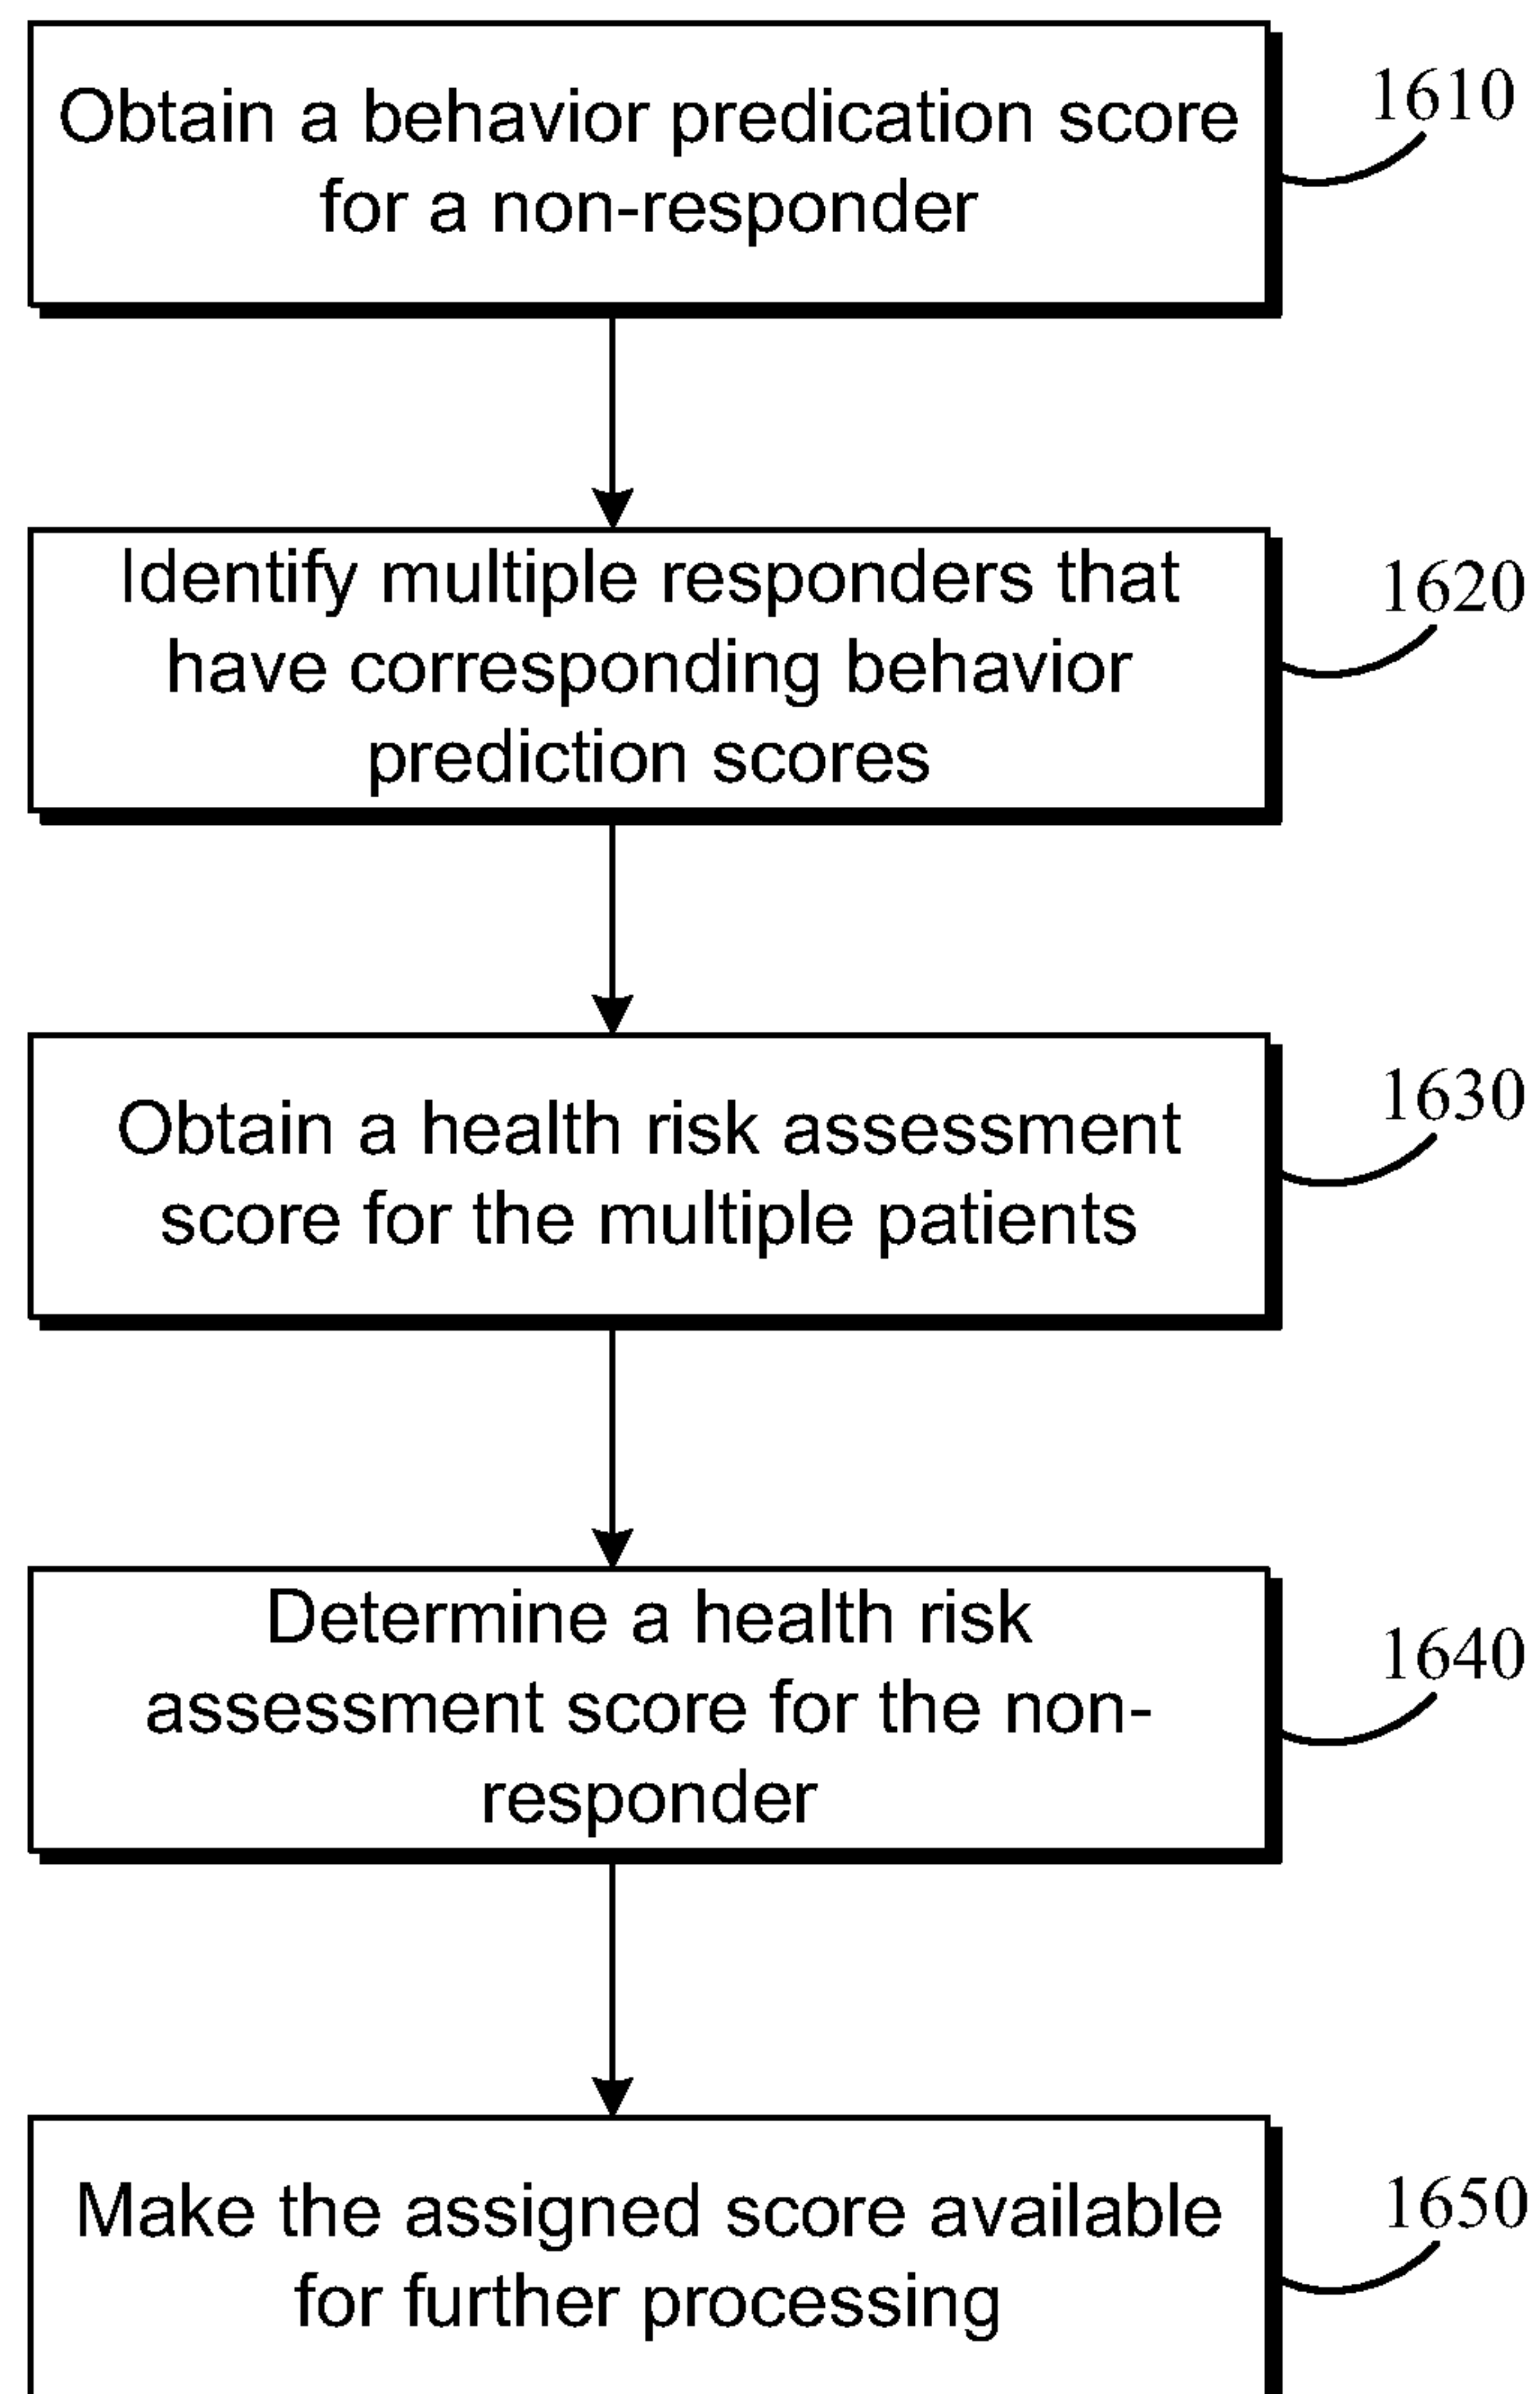 Obtain a behavior predication score
for a non-responder
1610
Identify multiple responders that
have corresponding behavior
prediction scores
1620
Obtain a health risk assessment
score for the multiple patients
1630
Determine a health risk
assessment score for the non-
responder
1640
Make the assigned score available
for further processing
1650